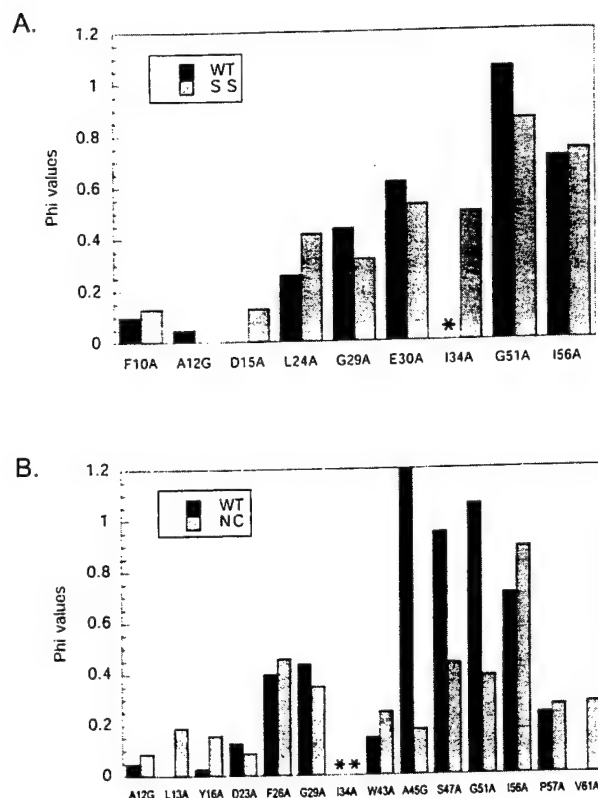 A.
1.2
1
0.8
0.6
0.4
0.2
0
Phi values
WT
S S
*
F10A A12G D15A L24A G29A E30A I34A G51A I56A
B.
1.2
1
0.8
0.6
0.4
0.2
0
Phi values
WT
NC
**
A12G L13A Y16A D23A F26A G29A I34A W43A A45G S47A G51A I56A P57A V61A